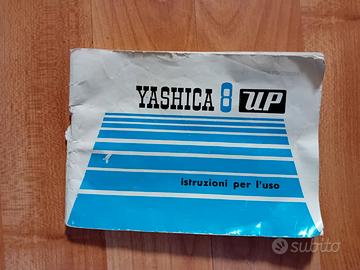 YASHICA 8 UP
istruzioni per l'uso
subito